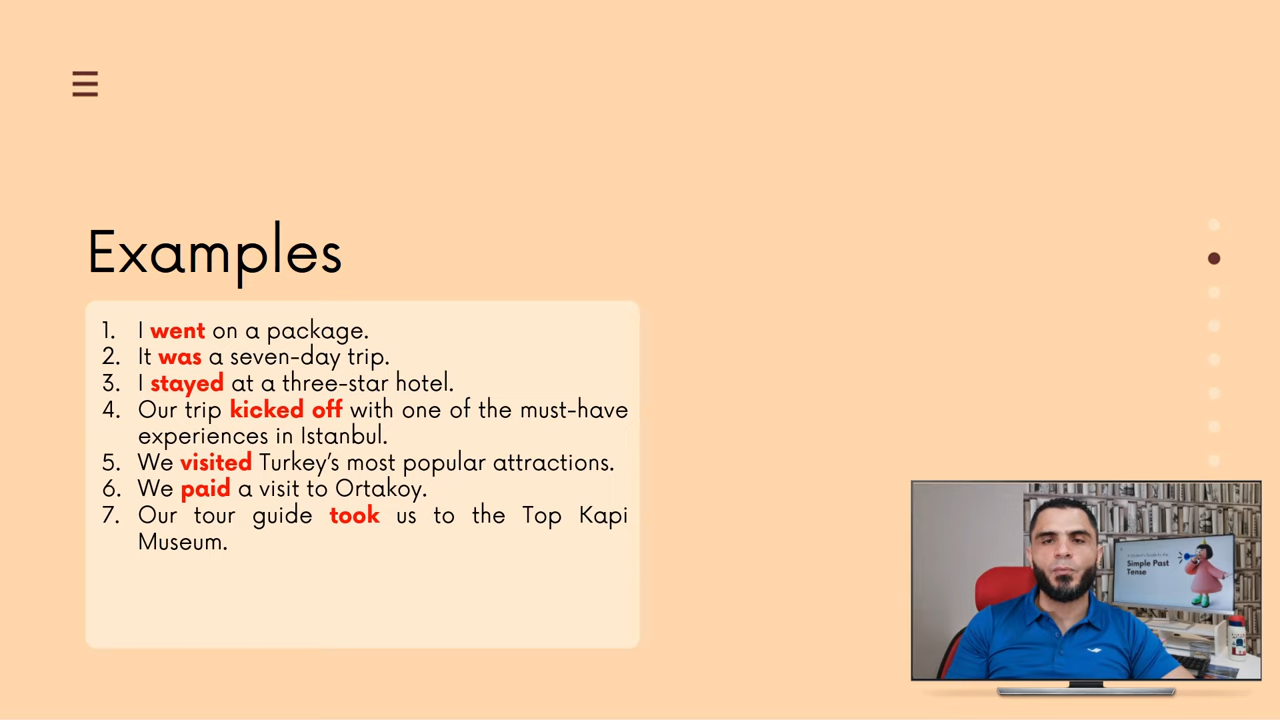 Examples
1. I went on a package.
2. It was a seven-day trip.
3. I stayed at a three-star hotel.
4. Our trip kicked off with one of the must-have
experiences in Istanbul.
5. We visited Turkey's most popular attractions.
6. We paid a visit to Ortakoy.
7. Our tour guide took us to the Top Kapi
Museum.
Simple Past
Tense